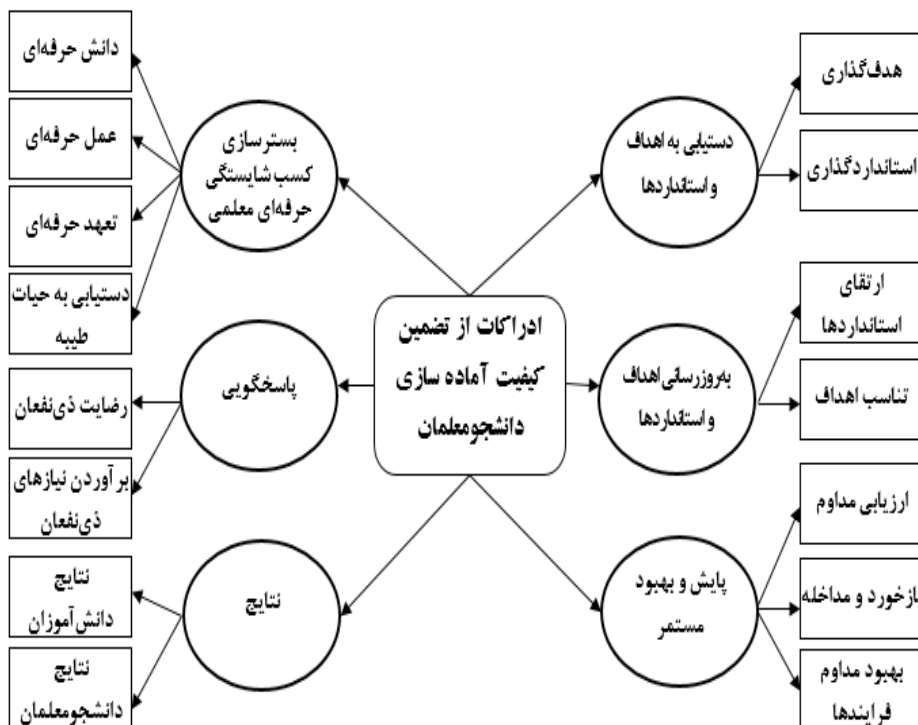 ادراکات از تضمین
کیفیت آماده سازی
دانشجومعلمان
دستیابی به اهداف
و استانداردها
هدف‌گذاری
استانداردگذاری
به‌روزرسانی اهداف
و استانداردها
ارتقای
استانداردها
تناسب اهداف
پایش و بهبود
مستمر
ارزیابی مداوم
بازخورد و مداخله
بهبود مداوم
فرایندها
بسترسازی
کسب شایستگی
حرفه‌ای معلمی
دانش حرفه‌ای
عمل حرفه‌ای
تعهد حرفه‌ای
دستیابی به حیات
طیبه
پاسخگویی
رضایت ذی‌نفعان
برآوردن نیازهای
ذی‌نفعان
نتایج
نتایج
دانش‌آموزان
نتایج
دانشجومعلمان